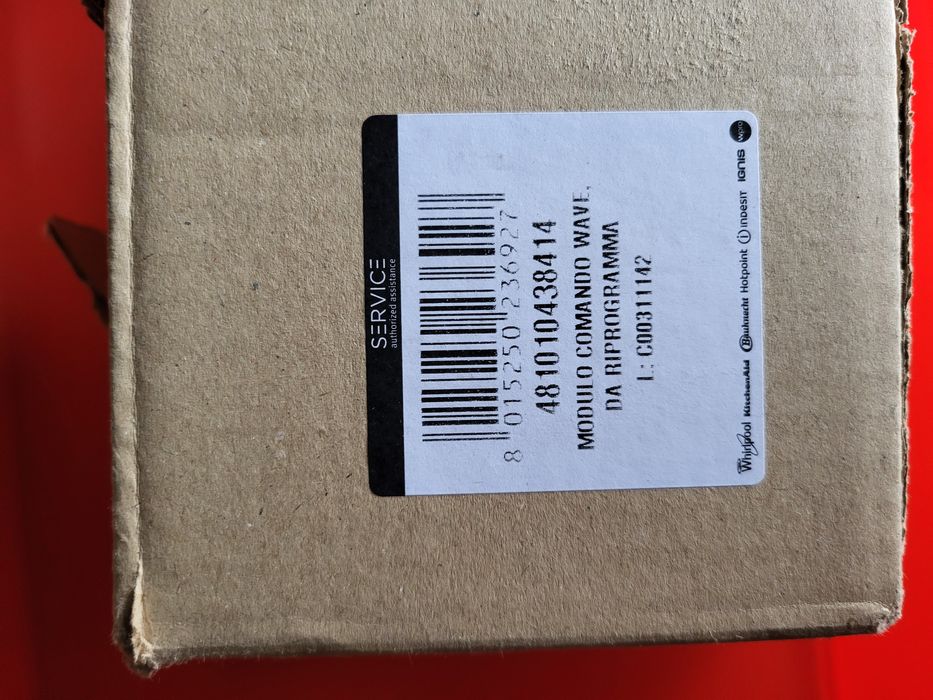 SERVICE
authorized assistance
8 015250 236927
481010438414
MODULO COMANDO WAVE,
DA RIPROGRAMMA
L: C00311142
Whirlpool KitchenAid Bauknecht Hotpoint INDESIT IGNIS wpro